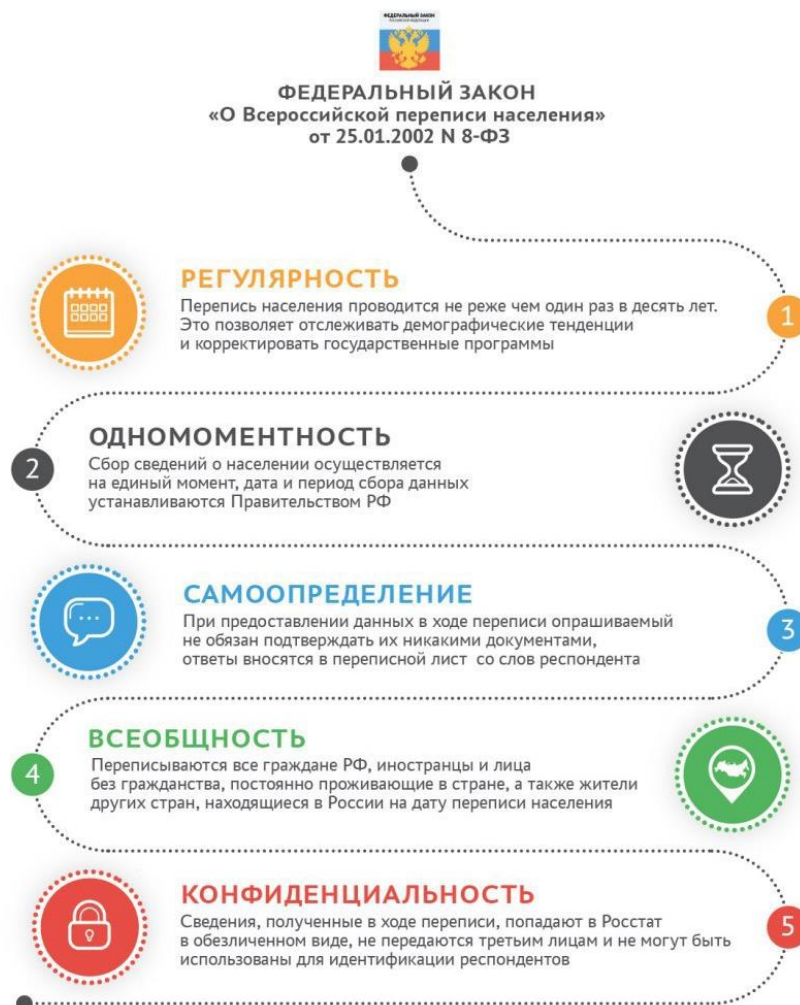 ФЕДЕРАЛЬНЫЙ ЗАКОН
РОССИЙСКОЙ ФЕДЕРАЦИИ
ФЕДЕРАЛЬНЫЙ ЗАКОН
«О Всероссийской переписи населения»
от 25.01.2002 N 8-ФЗ
РЕГУЛЯРНОСТЬ
Перепись населения проводится не реже чем один раз в десять лет.
Это позволяет отслеживать демографические тенденции
и корректировать государственные программы
1
ОДНОМОМЕНТНОСТЬ
2
Сбор сведений о населении осуществляется
на единый момент, дата и период сбора данных
устанавливаются Правительством РФ
САМООПРЕДЕЛЕНИЕ
При предоставлении данных в ходе переписи опрашиваемый
не обязан подтверждать их никакими документами,
ответы вносятся в переписной лист со слов респондента
3
ВСЕОБЩНОСТЬ
4
Переписываются все граждане РФ, иностранцы и лица
без гражданства, постоянно проживающие в стране, а также жители
других стран, находящиеся в России на дату переписи населения
КОНФИДЕНЦИАЛЬНОСТЬ
Сведения, полученные в ходе переписи, попадают в Росстат
в обезличенном виде, не передаются третьим лицам и не могут быть
использованы для идентификации респондентов
5